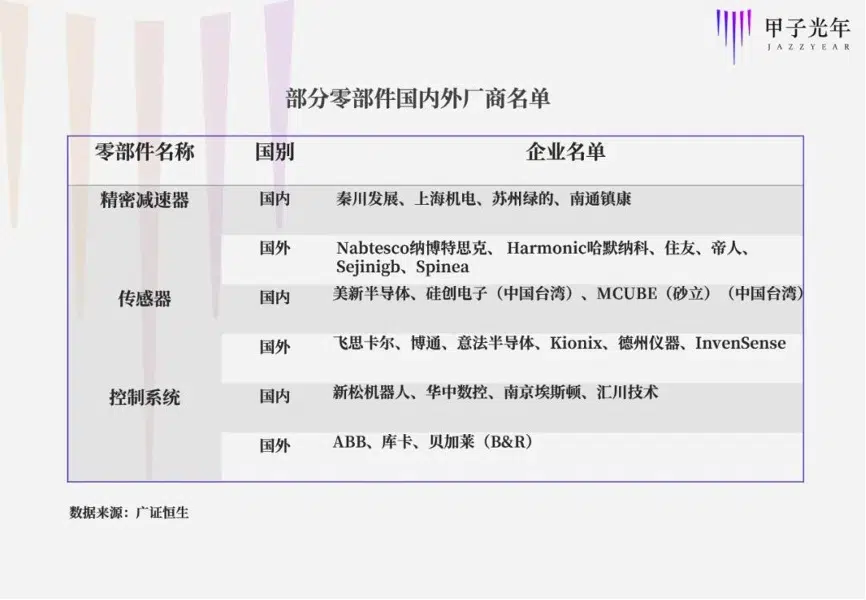 甲子光年
JAZZYEAR
部分零部件国内外厂商名单
零部件名称 国别 企业名单
精密减速器 国内 秦川发展、上海机电、苏州绿的、南通镇康
国外 Nabtesco纳博特思克、 Harmonic哈默纳科、住友、帝人、
Sejinigb、Spinea
传感器 国内 美新半导体、硅创电子（中国台湾）、MCUBE（矽立）（中国台湾）
国外 飞思卡尔、博通、意法半导体、Kionix、德州仪器、InvenSense
控制系统 国内 新松机器人、华中数控、南京埃斯顿、汇川技术
国外 ABB、库卡、贝加莱（B&R）
数据来源：广证恒生